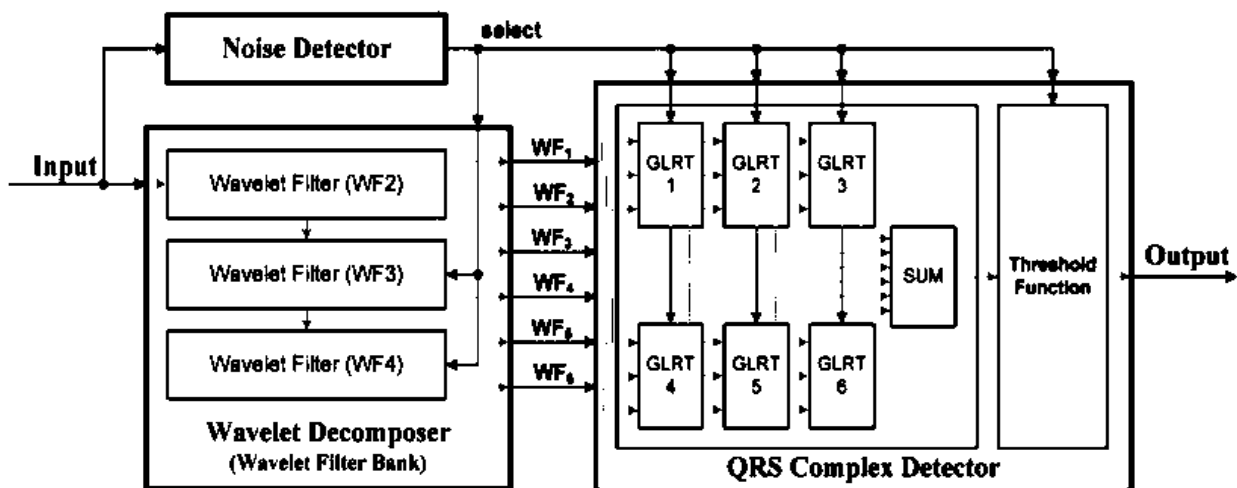 select
Noise Detector
Input
Wavelet Filter (WF2)
Wavelet Filter (WF3)
Wavelet Filter (WF4)
Wavelet Decomposer
(Wavelet Filter Bank)
WF₁
WF₂
WF₃
WF₄
WF₅
WF₆
GLRT
1
GLRT
2
GLRT
3
GLRT
4
GLRT
5
GLRT
6
SUM
Threshold
Function
Output
QRS Complex Detector